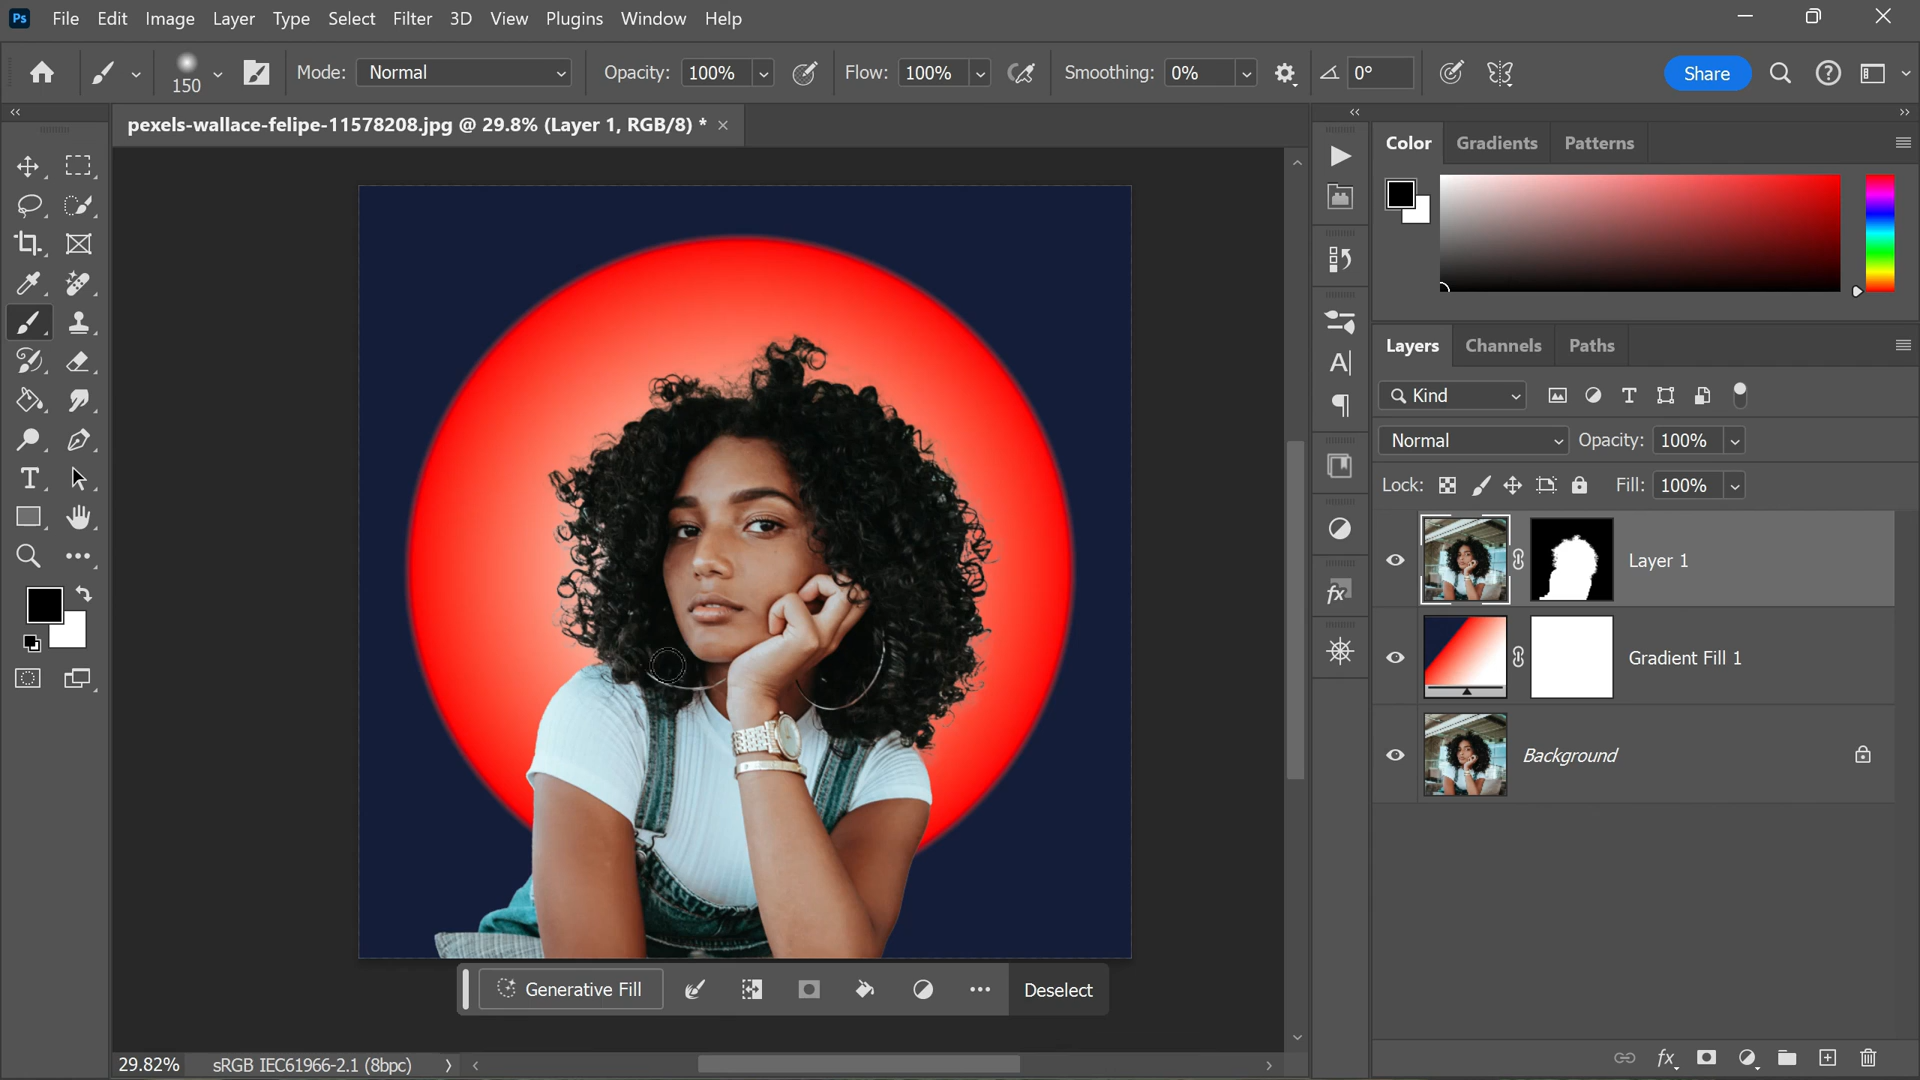 Ps File Edit Image Layer Type Select Filter 3D View Plugins Window Help
150 Mode: Normal Opacity: 100% Flow: 100% Smoothing: 0% 0° Share
pexels-wallace-felipe-11578208.jpg @ 29.8% (Layer 1, RGB/8) *
Color Gradients Patterns
Layers Channels Paths
Kind
Normal Opacity: 100%
Lock: Fill: 100%
Layer 1
Gradient Fill 1
Background
Generative Fill Deselect
29.82% sRGB IEC61966-2.1 (8bpc)
fx